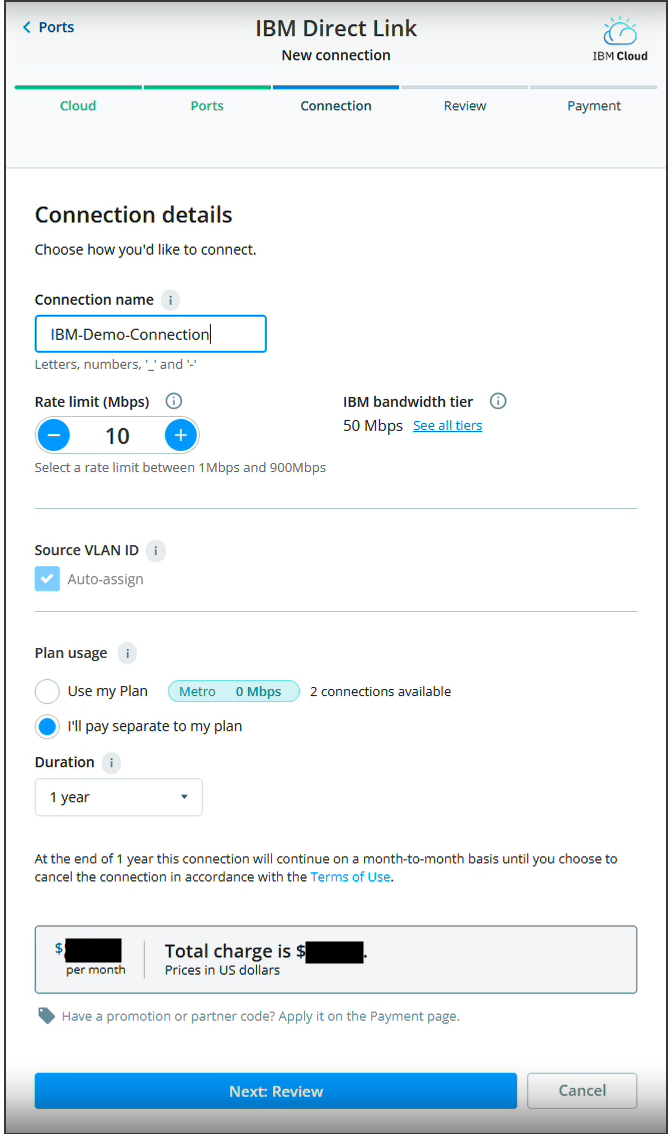 Ports
IBM Direct Link
New connection
IBM Cloud
Cloud
Ports
Connection
Review
Payment
Connection details
Choose how you'd like to connect.
Connection name i
IBM-Demo-Connection
Letters, numbers, '_' and '-'
Rate limit (Mbps) i
IBM bandwidth tier i
− 10 +
50 Mbps See all tiers
Select a rate limit between 1Mbps and 900Mbps
Source VLAN ID i
Auto-assign
Plan usage i
Use my Plan Metro 0 Mbps 2 connections available
I'll pay separate to my plan
Duration i
1 year
At the end of 1 year this connection will continue on a month-to-month basis until you choose to
cancel the connection in accordance with the Terms of Use.
$
per month
Total charge is $ .
Prices in US dollars
Have a promotion or partner code? Apply it on the Payment page.
Next: Review
Cancel